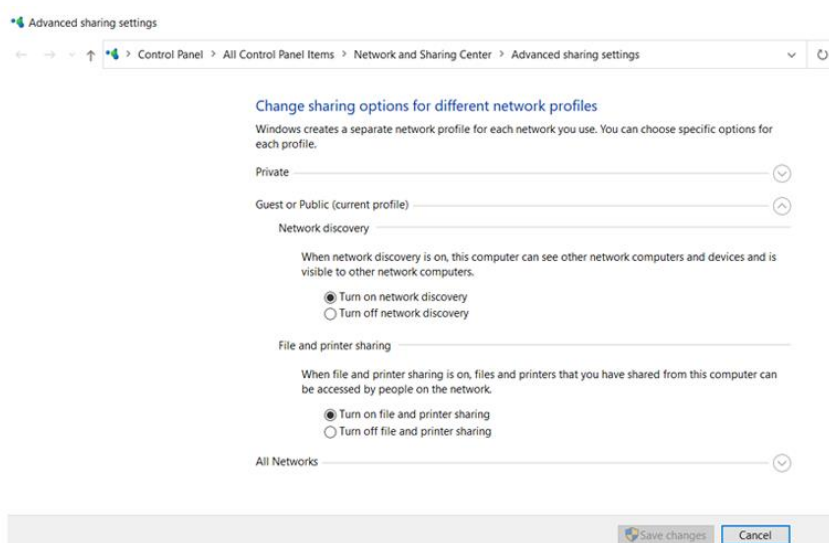 Advanced sharing settings
Control Panel > All Control Panel Items > Network and Sharing Center > Advanced sharing settings
Change sharing options for different network profiles
Windows creates a separate network profile for each network you use. You can choose specific options for
each profile.
Private
Guest or Public (current profile)
Network discovery
When network discovery is on, this computer can see other network computers and devices and is
visible to other network computers.
Turn on network discovery
Turn off network discovery
File and printer sharing
When file and printer sharing is on, files and printers that you have shared from this computer can
be accessed by people on the network.
Turn on file and printer sharing
Turn off file and printer sharing
All Networks
Save changes
Cancel